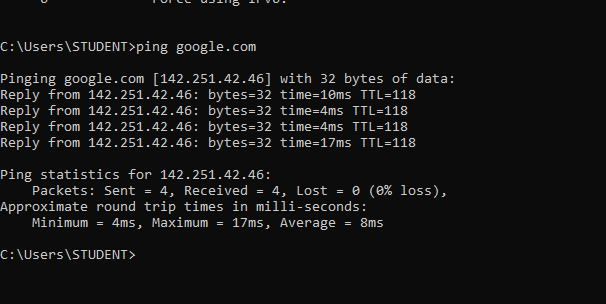 C:\Users\STUDENT>ping google.com
Pinging google.com [142.251.42.46] with 32 bytes of data:
Reply from 142.251.42.46: bytes=32 time=10ms TTL=118
Reply from 142.251.42.46: bytes=32 time=4ms TTL=118
Reply from 142.251.42.46: bytes=32 time=4ms TTL=118
Reply from 142.251.42.46: bytes=32 time=17ms TTL=118
Ping statistics for 142.251.42.46:
    Packets: Sent = 4, Received = 4, Lost = 0 (0% loss),
Approximate round trip times in milli-seconds:
    Minimum = 4ms, Maximum = 17ms, Average = 8ms
C:\Users\STUDENT>